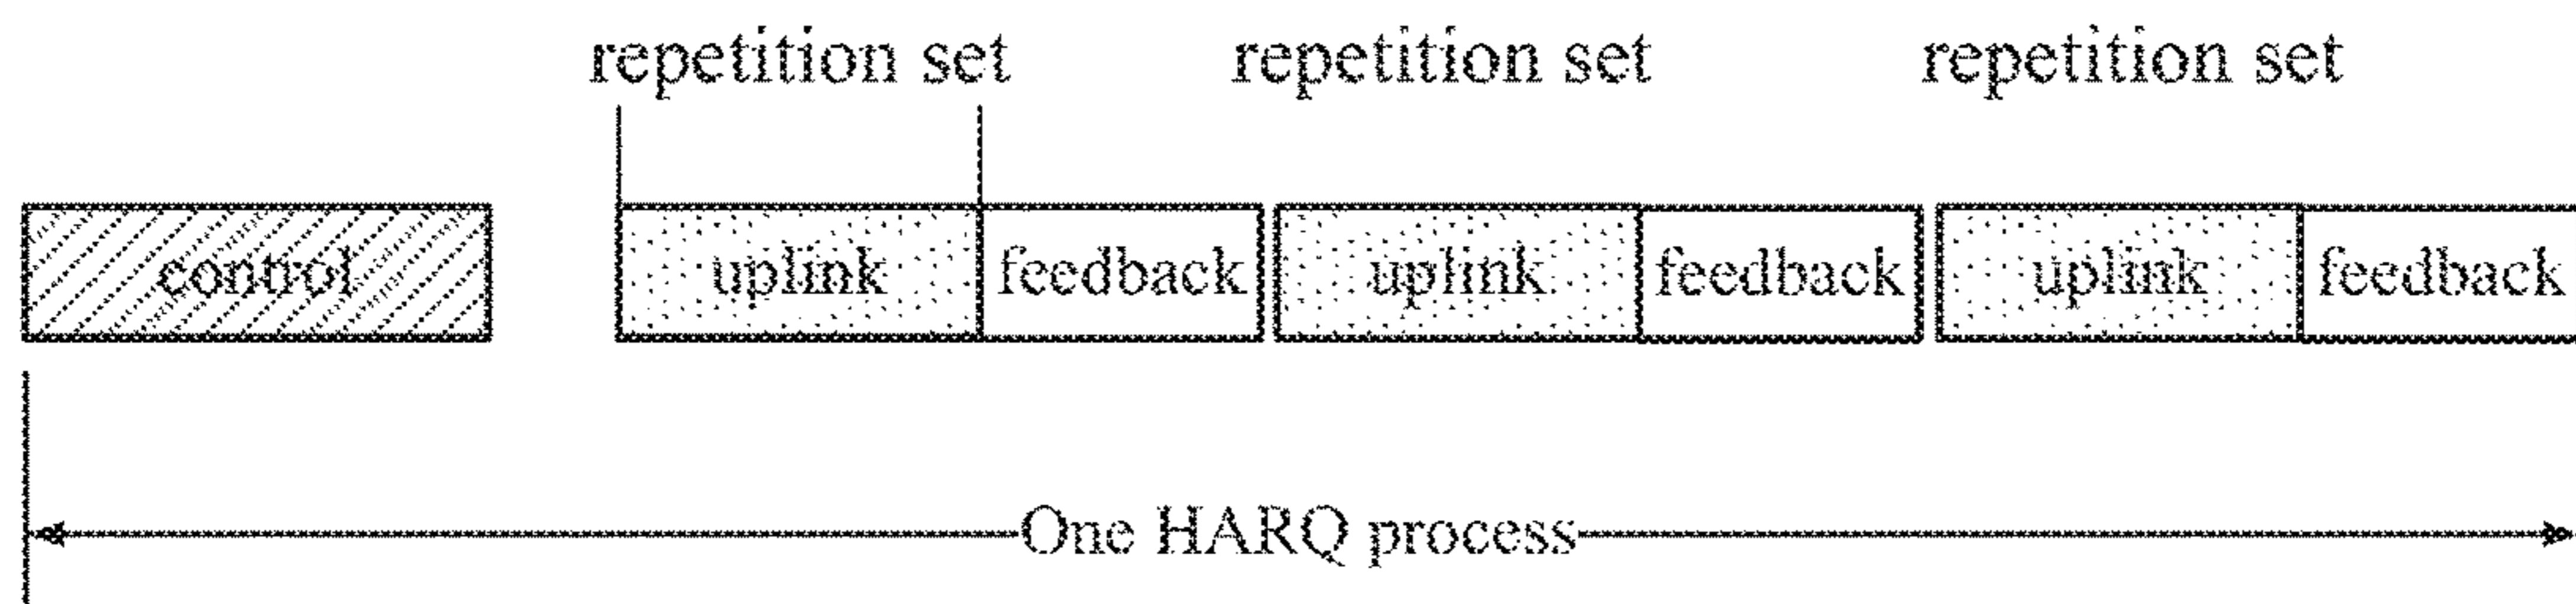 repetition set repetition set repetition set
control uplink feedback uplink feedback uplink feedback
One HARQ process